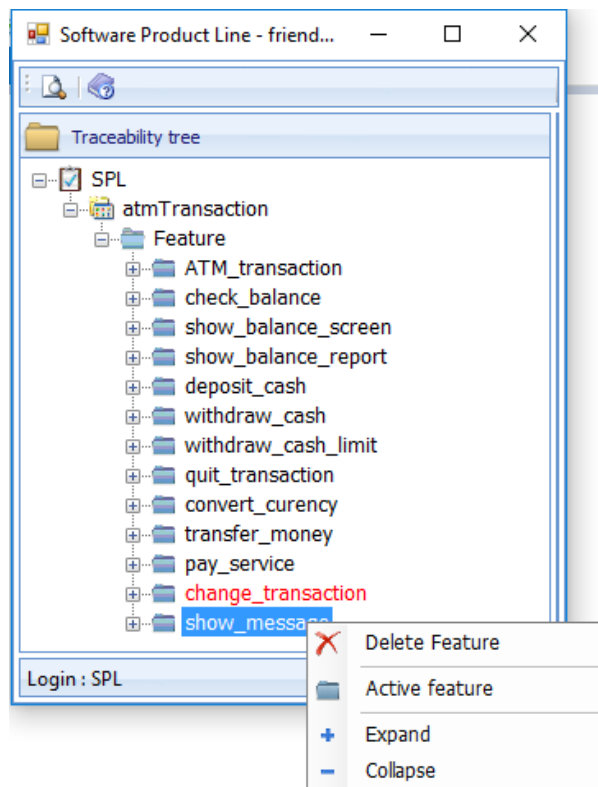 Software Product Line - friend...
Traceability tree
SPL
atmTransaction
Feature
ATM_transaction
check_balance
show_balance_screen
show_balance_report
deposit_cash
withdraw_cash
withdraw_cash_limit
quit_transaction
convert_curency
transfer_money
pay_service
change_transaction
show_message
Delete Feature
Login : SPL
Active feature
Expand
Collapse